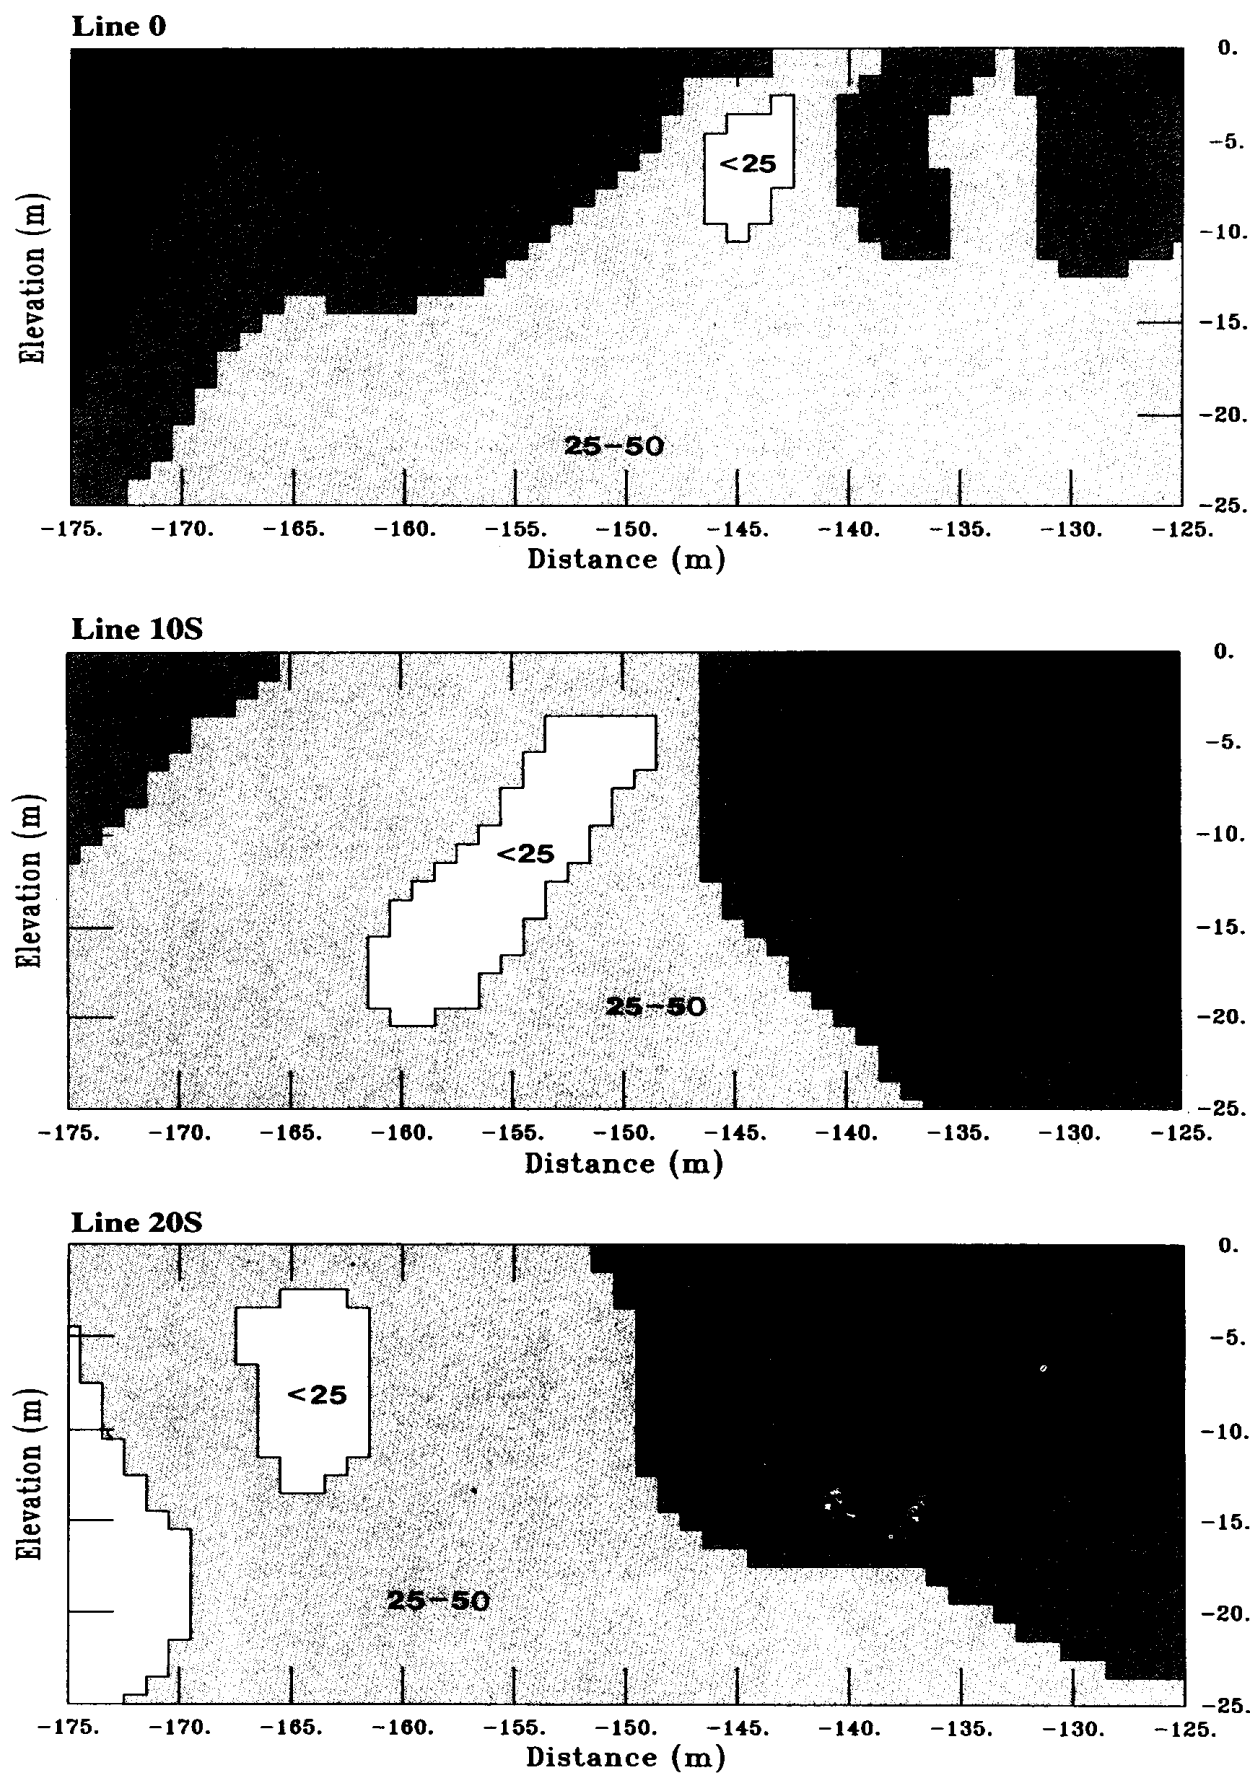 Line 0
0.
-5.
-10.
-15.
-20.
-25.
Elevation (m)
<25
25-50
-175. -170. -165. -160. -155. -150. -145. -140. -135. -130. -125.
Distance (m)
Line 10S
0.
-5.
-10.
-15.
-20.
-25.
Elevation (m)
<25
25-50
-175. -170. -165. -160. -155. -150. -145. -140. -135. -130. -125.
Distance (m)
Line 20S
0.
-5.
-10.
-15.
-20.
-25.
Elevation (m)
<25
25-50
-175. -170. -165. -160. -155. -150. -145. -140. -135. -130. -125.
Distance (m)